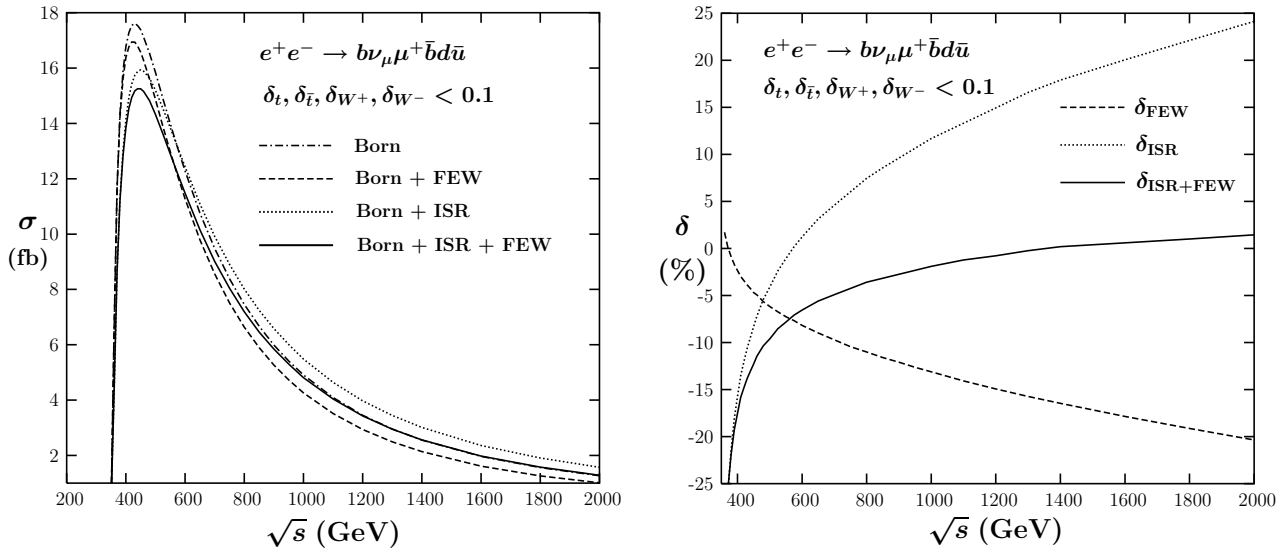 18
16
14
12
10
8
6
4
2
σ
(fb)
e⁺e⁻ → bν_μμ⁺b̄dū
δ_t, δ_t̄, δ_W⁺, δ_W⁻ < 0.1
Born
Born + FEW
Born + ISR
Born + ISR + FEW
200 400 600 800 1000 1200 1400 1600 1800 2000
√s (GeV)
25
20
15
10
5
0
-5
-10
-15
-20
-25
δ
(%)
e⁺e⁻ → bν_μμ⁺b̄dū
δ_t, δ_t̄, δ_W⁺, δ_W⁻ < 0.1
δ_FEW
δ_ISR
δ_ISR+FEW
400 600 800 1000 1200 1400 1600 1800 2000
√s (GeV)